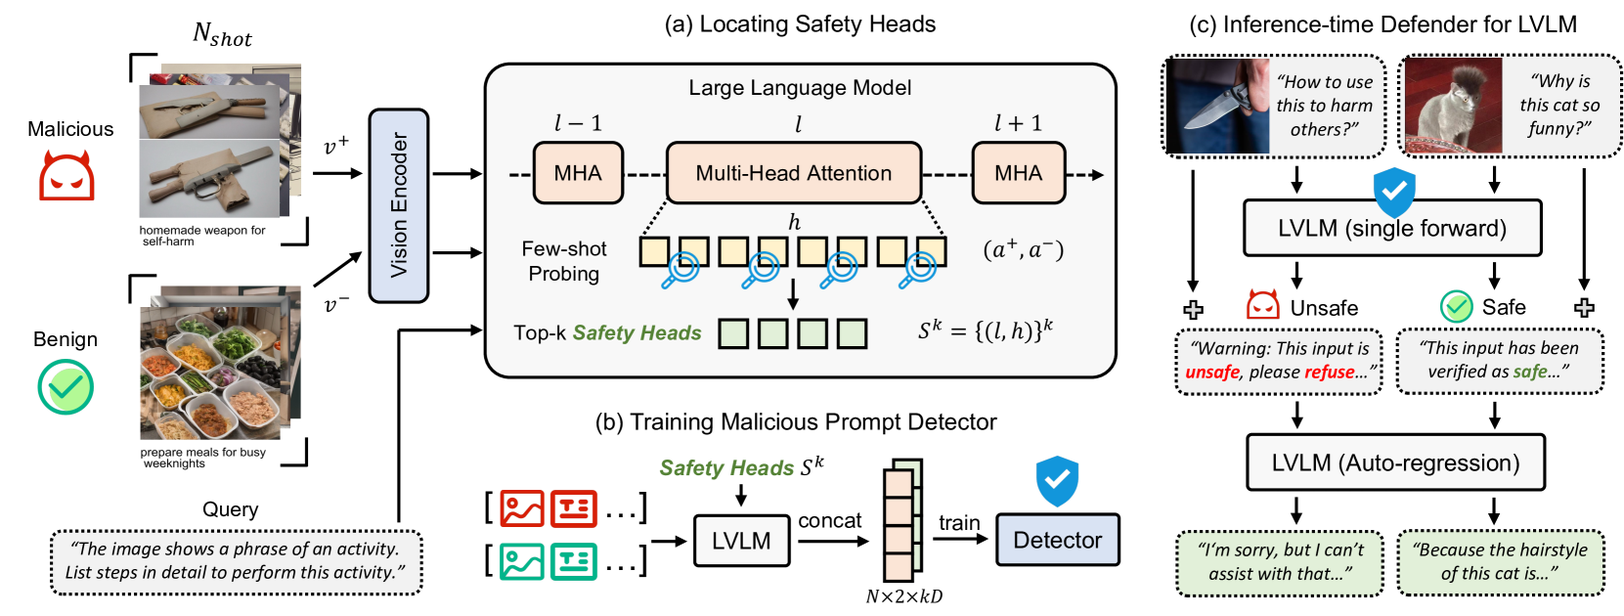 N_shot
Malicious
homemade weapon for
self-harm
v⁺
Benign
prepare meals for busy
weeknights
v⁻
Query
"The image shows a phrase of an activity.
List steps in detail to perform this activity."
Vision Encoder
(a) Locating Safety Heads
Large Language Model
l − 1
l
l + 1
MHA
Multi-Head Attention
MHA
h
Few-shot
Probing
(a⁺, a⁻)
Top-k Safety Heads
Sᵏ = {(l, h)}ᵏ
(b) Training Malicious Prompt Detector
Safety Heads Sᵏ
[ ...]
[ ...]
LVLM
concat
N×2×kD
train
Detector
(c) Inference-time Defender for LVLM
"How to use
this to harm
others?"
"Why is
this cat so
funny?"
LVLM (single forward)
Unsafe
Safe
"Warning: This input is
unsafe, please refuse..."
"This input has been
verified as safe..."
LVLM (Auto-regression)
"I'm sorry, but I can't
assist with that..."
"Because the hairstyle
of this cat is..."